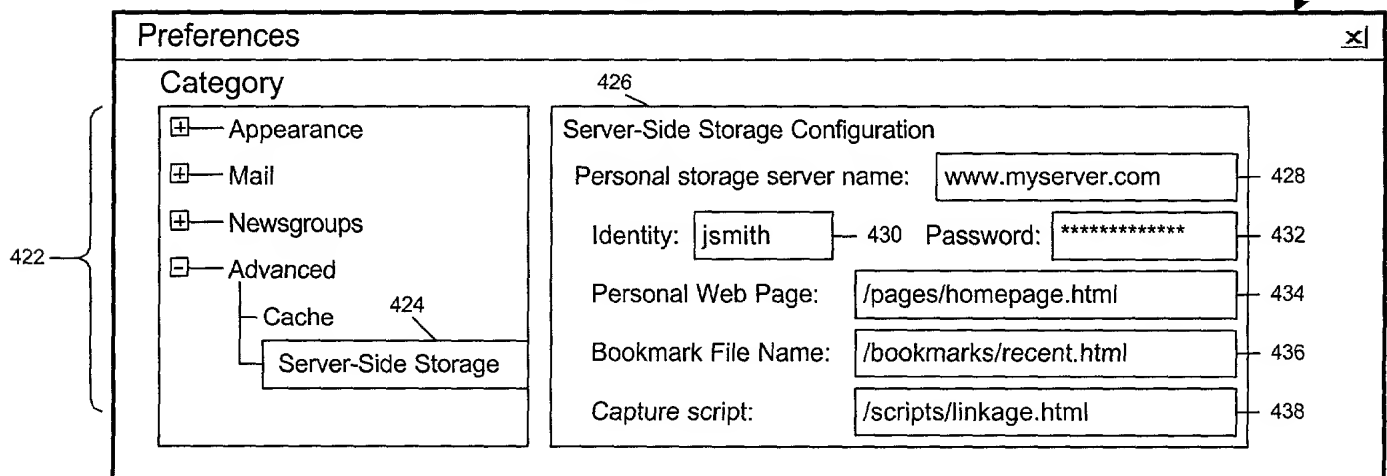 Preferences
x
Category
426
Appearance
Server-Side Storage Configuration
Mail
Personal storage server name: www.myserver.com 428
Newsgroups
Identity: jsmith 430 Password: ************* 432
422
Advanced
Personal Web Page: /pages/homepage.html 434
Cache
424
Server-Side Storage
Bookmark File Name: /bookmarks/recent.html 436
Capture script: /scripts/linkage.html 438